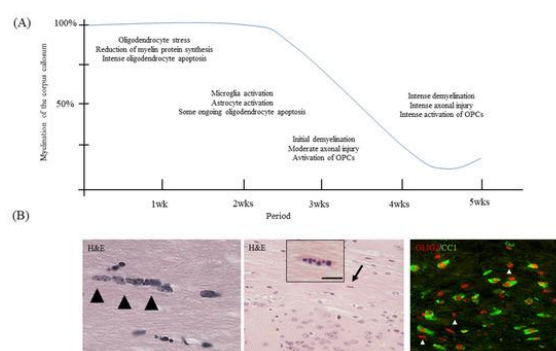 (A)
100%
50%
Myelination of the corpus callosum
Oligodendrocyte stress
Reduction of myelin protein synthesis
Intense oligodendrocyte apoptosis
Microglia activation
Astrocyte activation
Some ongoing oligodendrocyte apoptosis
Initial demyelination
Moderate axonal injury
Avtivation of OPCs
Intense demyelination
Intense axonal injury
Intense activation of OPCs
1wk
2wks
3wks
4wks
5wks
Period
(B)
H&E
H&E
OLIG2/CC1